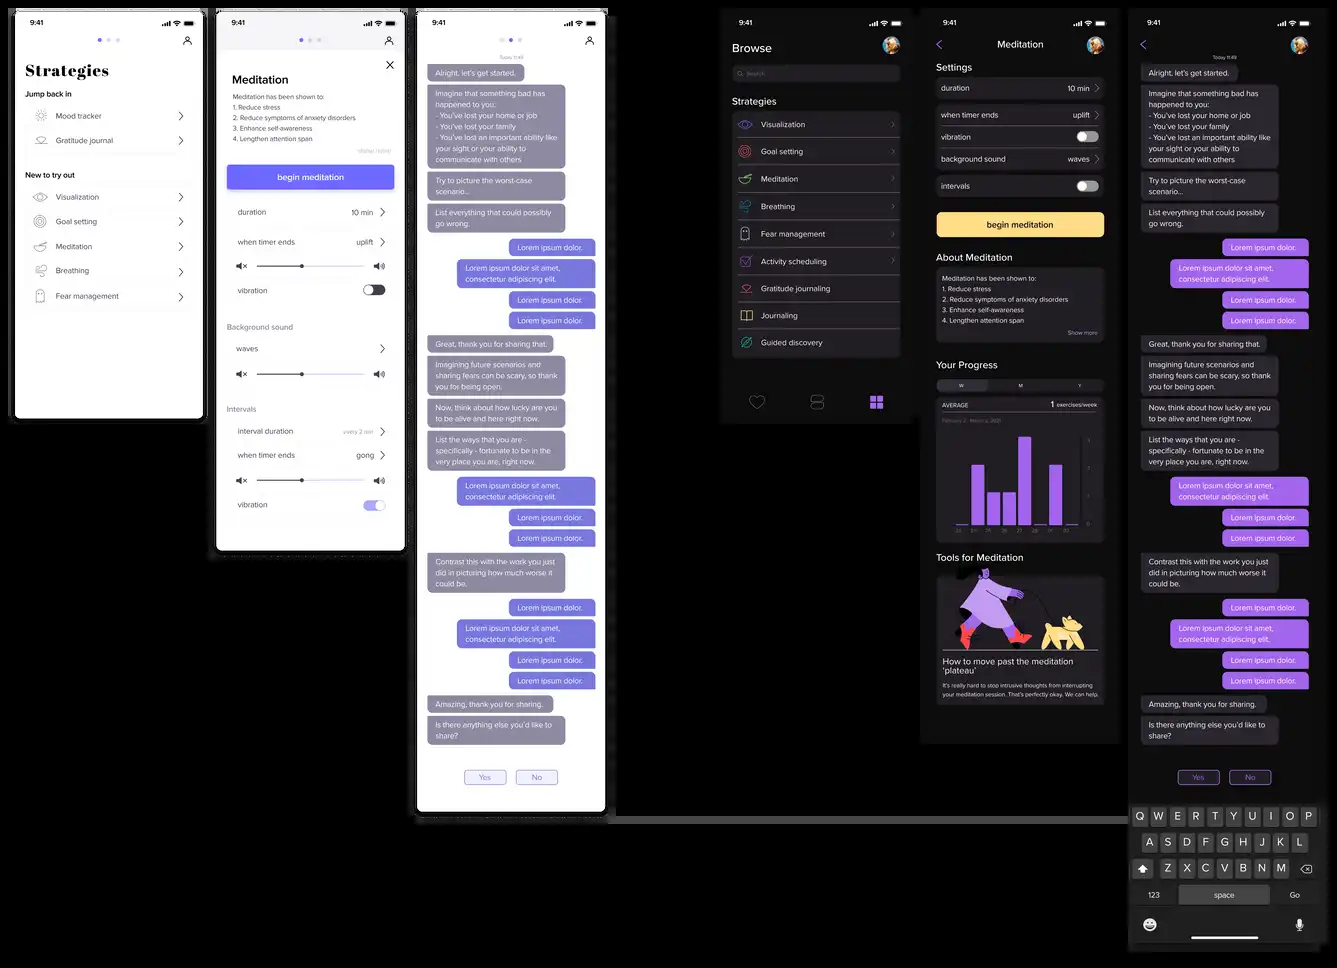 9:41
Strategies
Jump back in
Mood tracker
Gratitude journal
New to try out
Visualization
Goal setting
Meditation
Breathing
Fear management
9:41
Meditation
Meditation has been shown to:
1. Reduce stress
2. Reduce symptoms of anxiety disorders
3. Enhance self-awareness
4. Lengthen attention span
begin meditation
duration
10 min
when timer ends
uplift
vibration
Background sound
waves
Intervals
interval duration
when timer ends
gong
vibration
9:41
Today 11:49
Alright, let's get started.
Imagine that something bad has
happened to you:
- You've lost your home or job
- You've lost your family
- You've lost an important ability like
your sight or your ability to
communicate with others
Try to picture the worst-case
scenario...
List everything that could possibly
go wrong.
Lorem ipsum dolor.
Lorem ipsum dolor sit amet,
consectetur adipiscing elit.
Lorem ipsum dolor.
Lorem ipsum dolor.
Great, thank you for sharing that.
Imagining future scenarios and
sharing fears can be scary, so thank
you for being open.
Now, think about how lucky are you
to be alive and here right now.
List the ways that you are -
specifically - fortunate to be in the
very place you are, right now.
Lorem ipsum dolor sit amet,
consectetur adipiscing elit.
Lorem ipsum dolor.
Lorem ipsum dolor.
Contrast this with the work you just
did in picturing how much worse it
could be.
Lorem ipsum dolor.
Lorem ipsum dolor sit amet,
consectetur adipiscing elit.
Lorem ipsum dolor.
Lorem ipsum dolor.
Amazing, thank you for sharing.
Is there anything else you'd like to
share?
Yes
No
9:41
Browse
Search
Strategies
Visualization
Goal setting
Meditation
Breathing
Fear management
Activity scheduling
Gratitude journaling
Journaling
Guided discovery
9:41
Meditation
Settings
duration
10 min
when timer ends
uplift
vibration
background sound
waves
intervals
begin meditation
About Meditation
Meditation has been shown to:
1. Reduce stress
2. Reduce symptoms of anxiety disorders
3. Enhance self-awareness
4. Lengthen attention span
Show more
Your Progress
W
M
Y
AVERAGE
1 exercises/week
Tools for Meditation
How to move past the meditation
'plateau'
It's really hard to stop intrusive thoughts from interrupting
your meditation session. That's perfectly okay. We can help.
9:41
Today 11:49
Alright, let's get started.
Imagine that something bad has
happened to you:
- You've lost your home or job
- You've lost your family
- You've lost an important ability like
your sight or your ability to
communicate with others
Try to picture the worst-case
scenario...
List everything that could possibly
go wrong.
Lorem ipsum dolor.
Lorem ipsum dolor sit amet,
consectetur adipiscing elit.
Lorem ipsum dolor.
Lorem ipsum dolor.
Great, thank you for sharing that.
Imagining future scenarios and
sharing fears can be scary, so thank
you for being open.
Now, think about how lucky are you
to be alive and here right now.
List the ways that you are -
specifically - fortunate to be in the
very place you are, right now.
Lorem ipsum dolor sit amet,
consectetur adipiscing elit.
Lorem ipsum dolor.
Lorem ipsum dolor.
Contrast this with the work you just
did in picturing how much worse it
could be.
Lorem ipsum dolor.
Lorem ipsum dolor sit amet,
consectetur adipiscing elit.
Lorem ipsum dolor.
Lorem ipsum dolor.
Amazing, thank you for sharing.
Is there anything else you'd like to
share?
Yes
No
Q W E R T Y U I O P
A S D F G H J K L
Z X C V B N M
123
space
Go